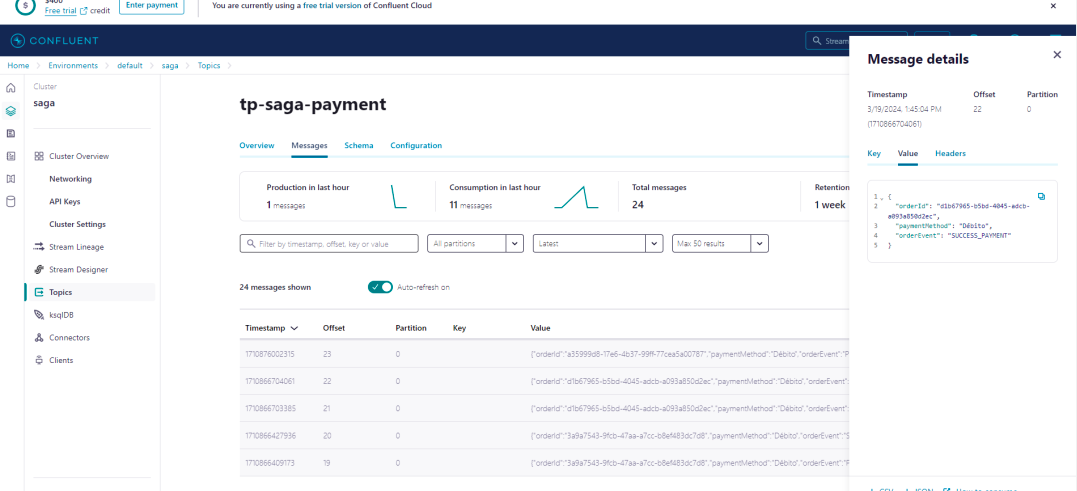 $400
Free trial credit
Enter payment
You are currently using a free trial version of Confluent Cloud
CONFLUENT
Stream
Home > Environments > default > saga > Topics >
Cluster
saga
Cluster Overview
Networking
API Keys
Cluster Settings
Stream Lineage
Stream Designer
Topics
ksqlDB
Connectors
Clients
tp-saga-payment
Overview Messages Schema Configuration
Production in last hour
1 messages
Consumption in last hour
11 messages
Total messages
24
Retention
1 week
Filter by timestamp, offset, key or value
All partitions
Latest
Max 50 results
24 messages shown
Auto-refresh on
Timestamp Offset Partition Key Value
1710876002315 23 0 {"orderId":"a35999d8-17e6-4b37-99ff-77cea5a00787","paymentMethod":"Débito","orderEvent":"P
1710866704061 22 0 {"orderId":"d1b67965-b5bd-4045-adcb-a093a850d2ec","paymentMethod":"Débito","orderEvent":
1710866703385 21 0 {"orderId":"d1b67965-b5bd-4045-adcb-a093a850d2ec","paymentMethod":"Débito","orderEvent":
1710866427936 20 0 {"orderId":"3a9a7543-9fcb-47aa-a7cc-b8ef483dc7d8","paymentMethod":"Débito","orderEvent":"S
1710866409173 19 0 {"orderId":"3a9a7543-9fcb-47aa-a7cc-b8ef483dc7d8","paymentMethod":"Débito","orderEvent":"P
Message details
Timestamp Offset Partition
3/19/2024, 1:45:04 PM 22 0
(1710866704061)
Key Value Headers
1 {
2 "orderId": "d1b67965-b5bd-4045-adcb-
a093a850d2ec",
3 "paymentMethod": "Débito",
4 "orderEvent": "SUCCESS_PAYMENT"
5 }